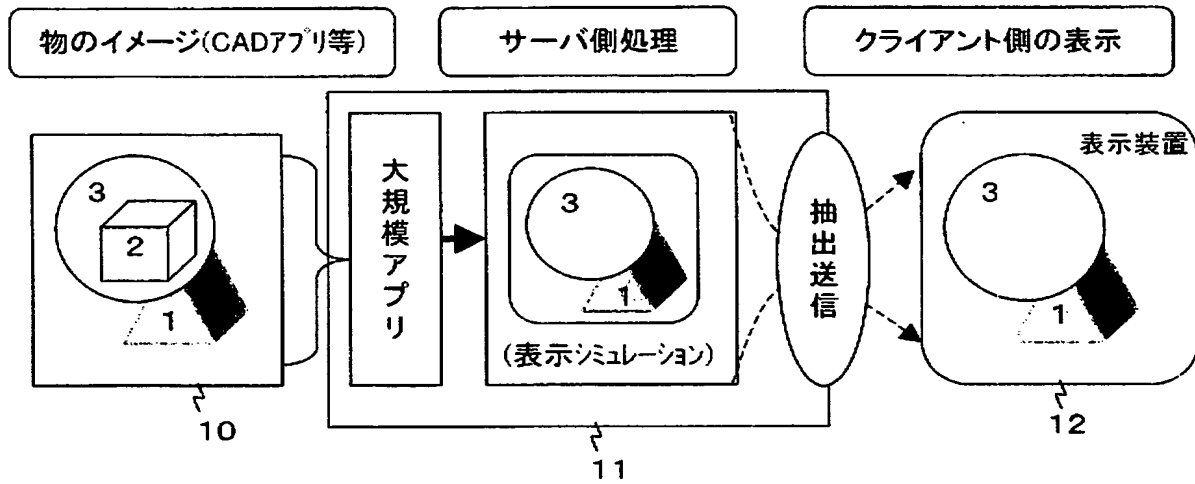 物のイメージ(CADアプリ等)
サーバ側処理
クライアント側の表示
3
2
1
10
大規模アプリ
3
1
(表示シミュレーション)
抽出送信
11
表示装置
3
1
12